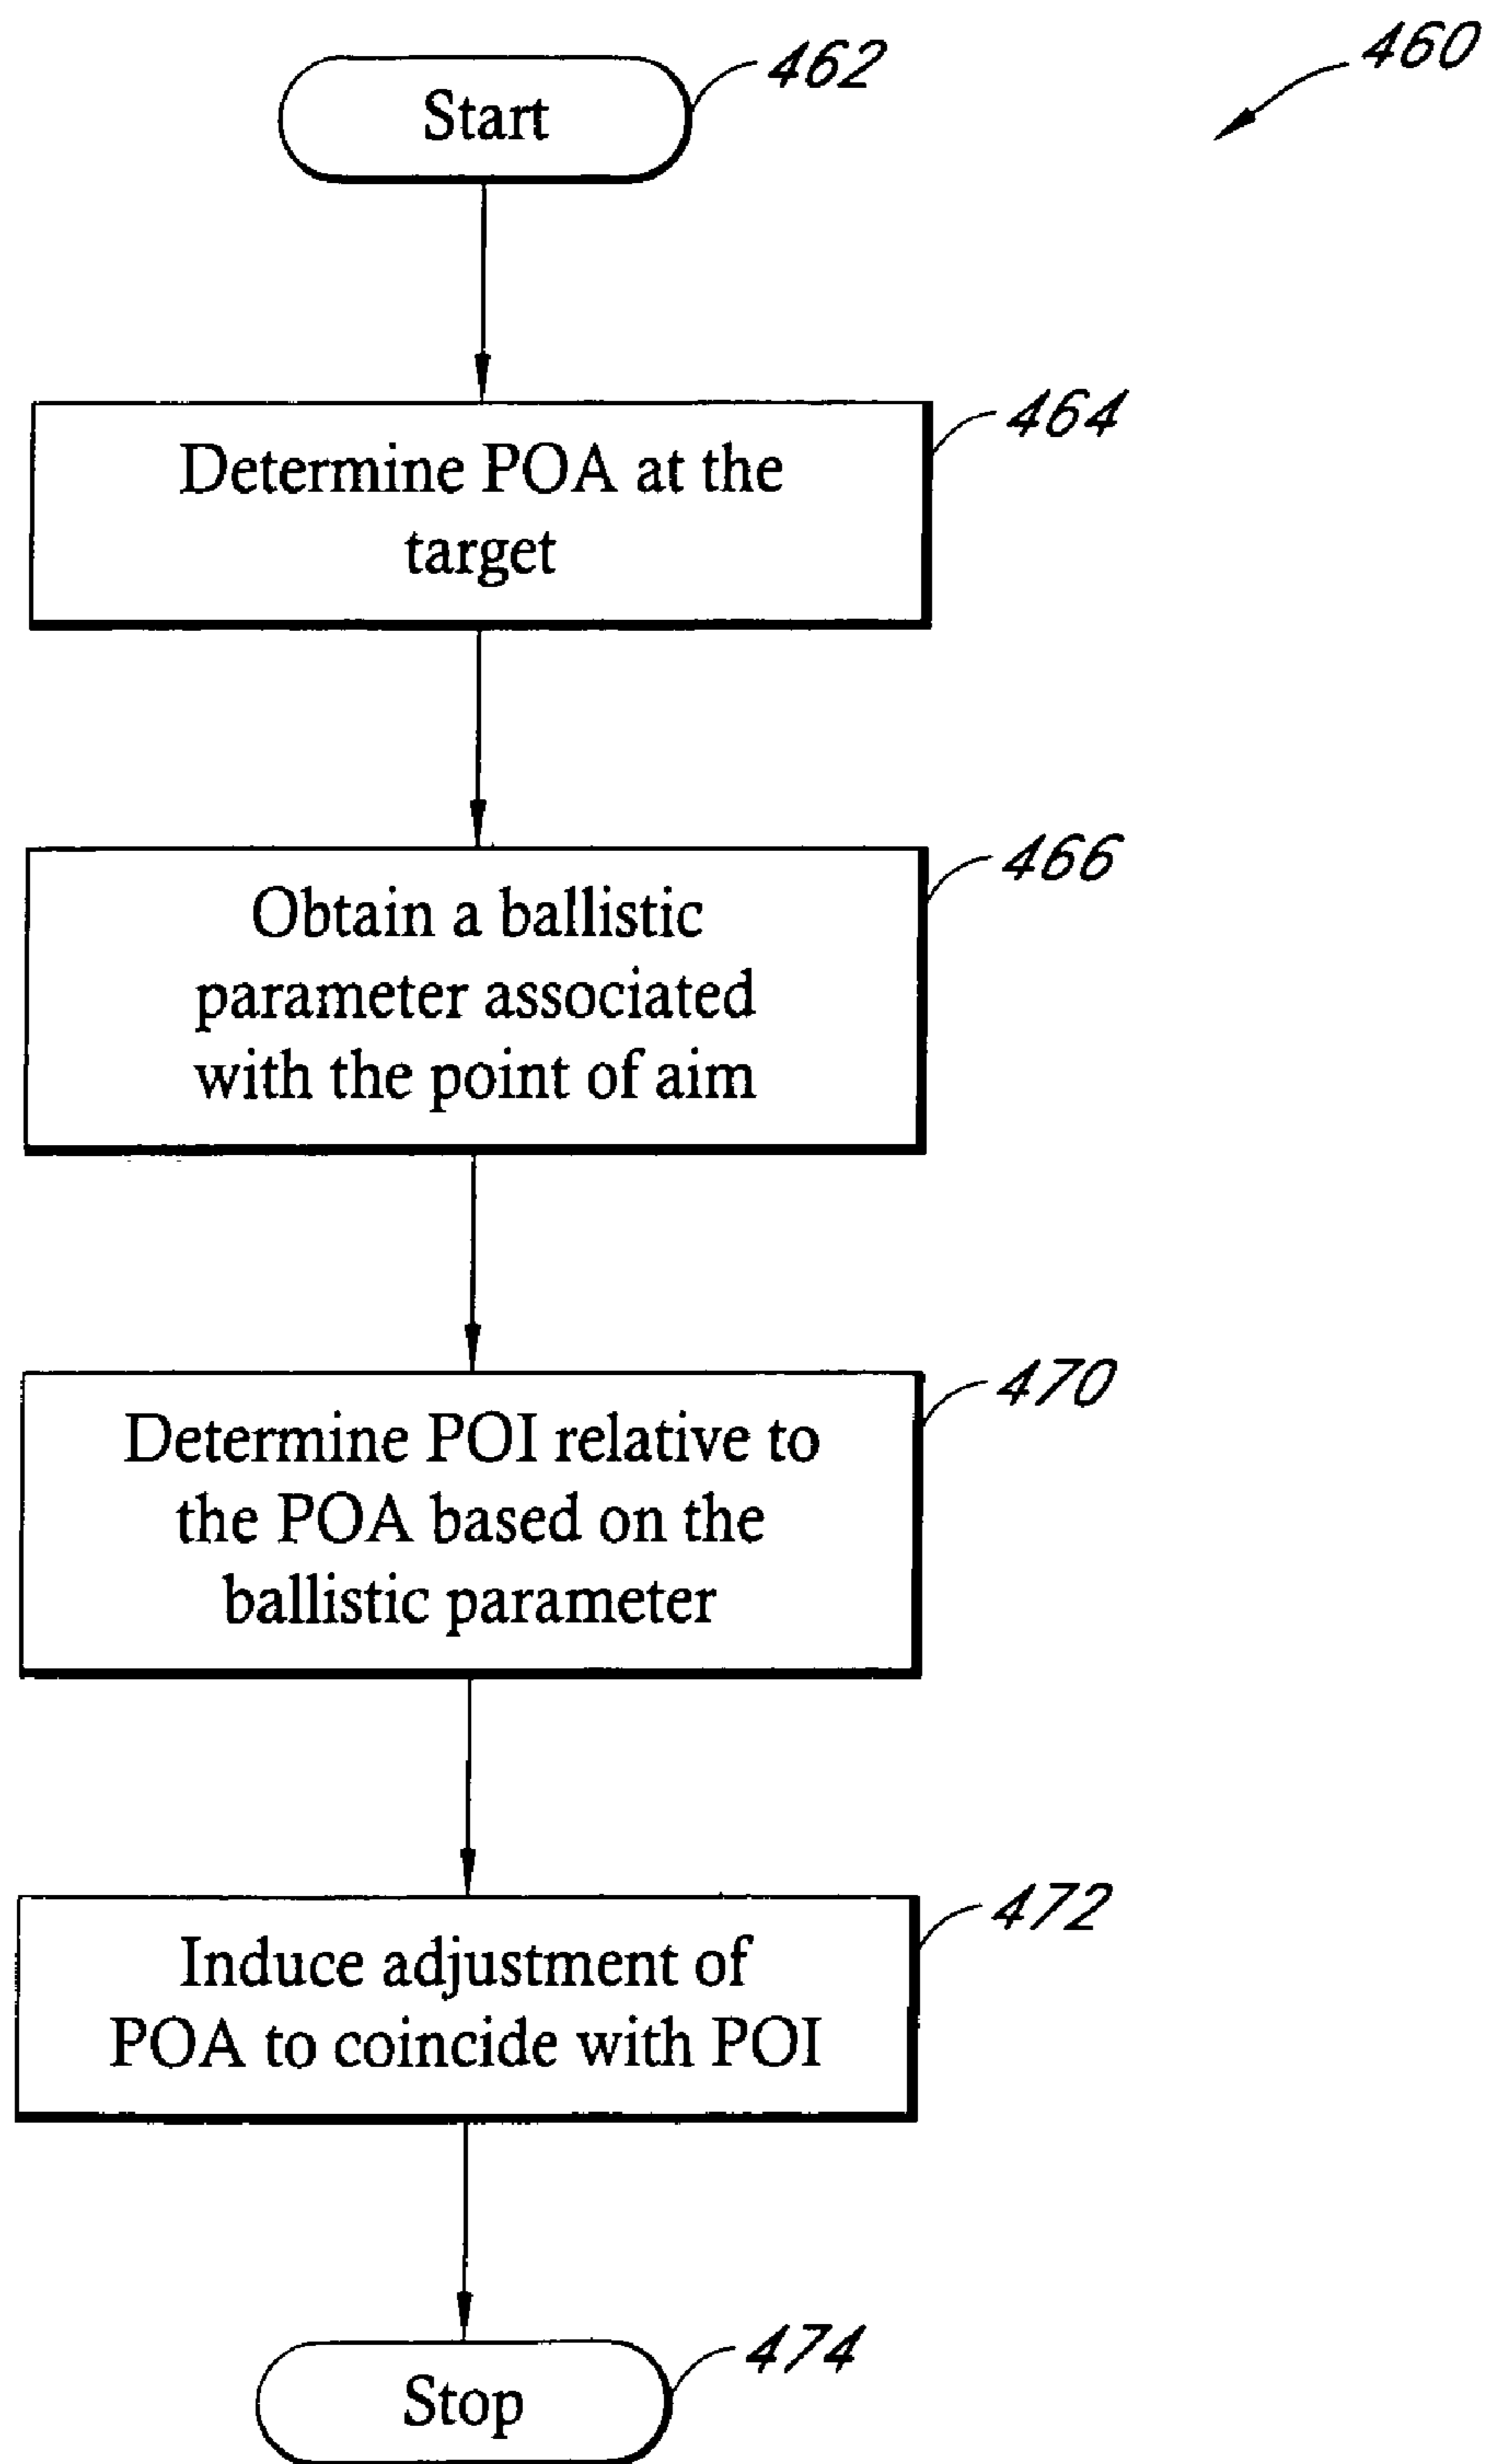 460
462
Start
464
Determine POA at the
target
466
Obtain a ballistic
parameter associated
with the point of aim
470
Determine POI relative to
the POA based on the
ballistic parameter
472
Induce adjustment of
POA to coincide with POI
474
Stop